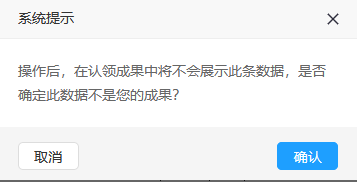 系统提示
操作后，在认领成果中将不会展示此条数据，是否
确定此数据不是您的成果？
取消
确认